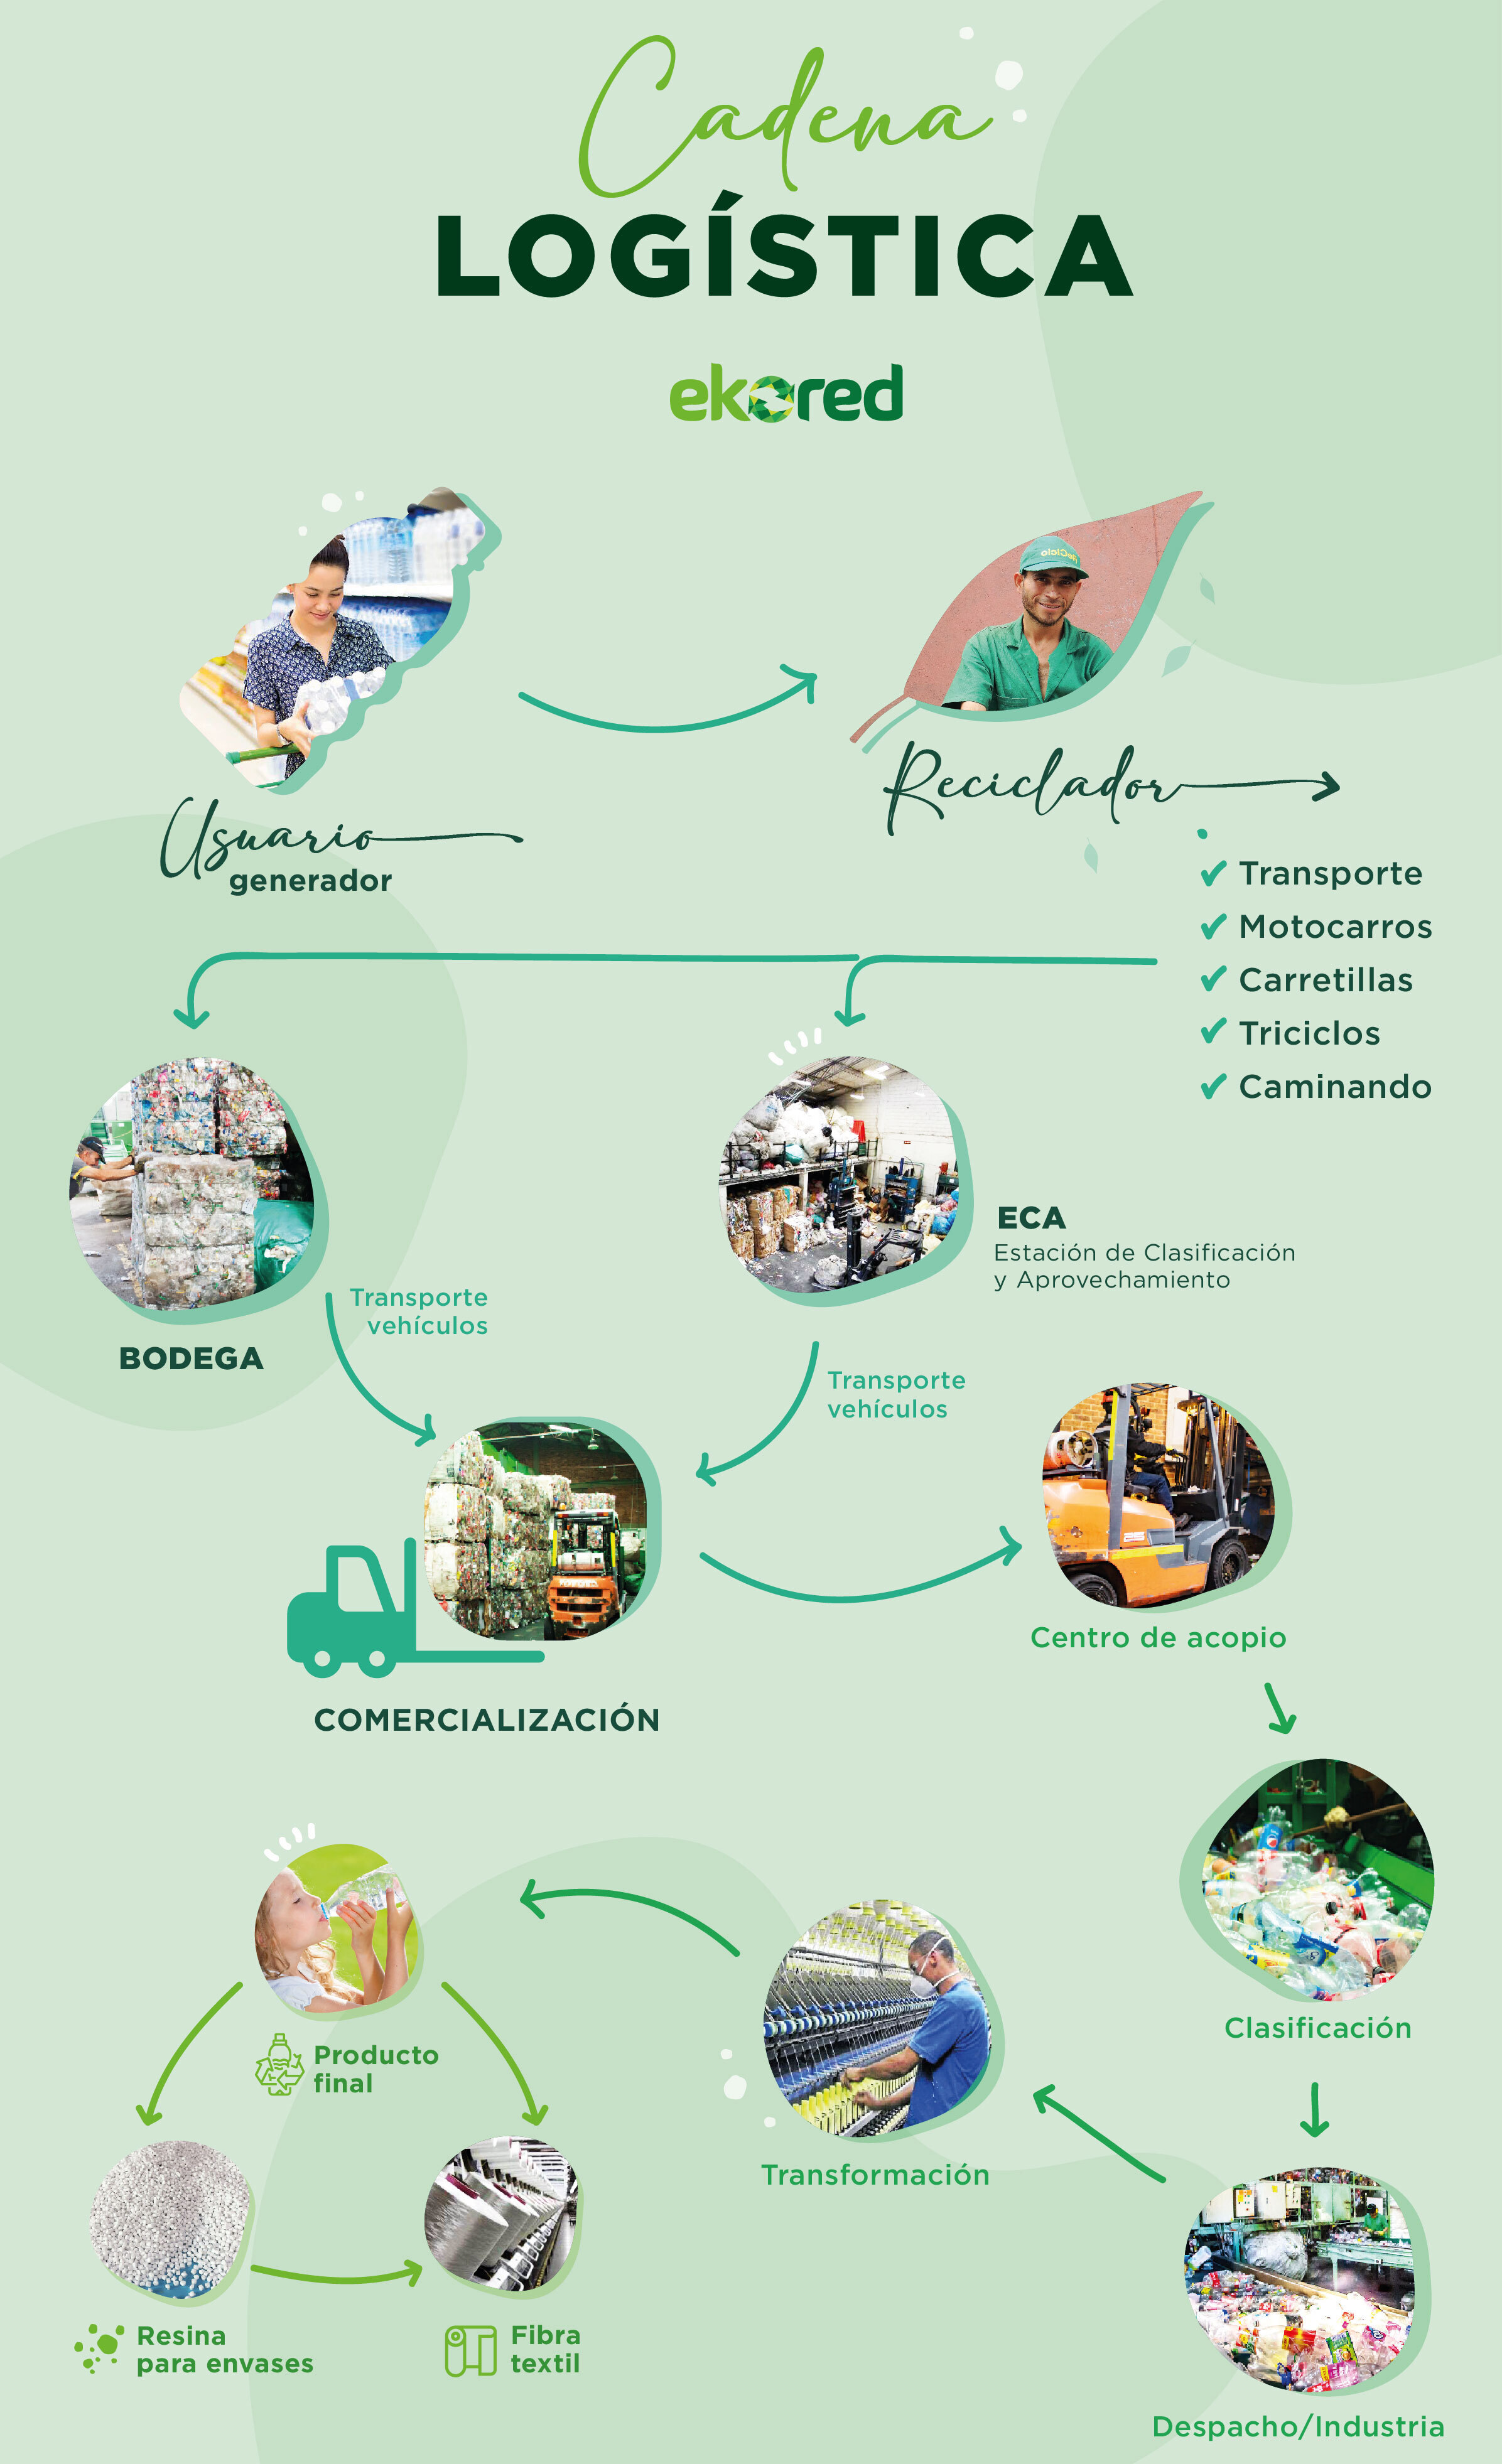 Cadena
LOGÍSTICA
ekored
Usuario
generador
Reciclador
Transporte
Motocarros
Carretillas
Triciclos
Caminando
BODEGA
Transporte
vehículos
ECA
Estación de Clasificación
y Aprovechamiento
Transporte
vehículos
COMERCIALIZACIÓN
Centro de acopio
Clasificación
Despacho/Industria
Transformación
Producto
final
Resina
para envases
Fibra
textil